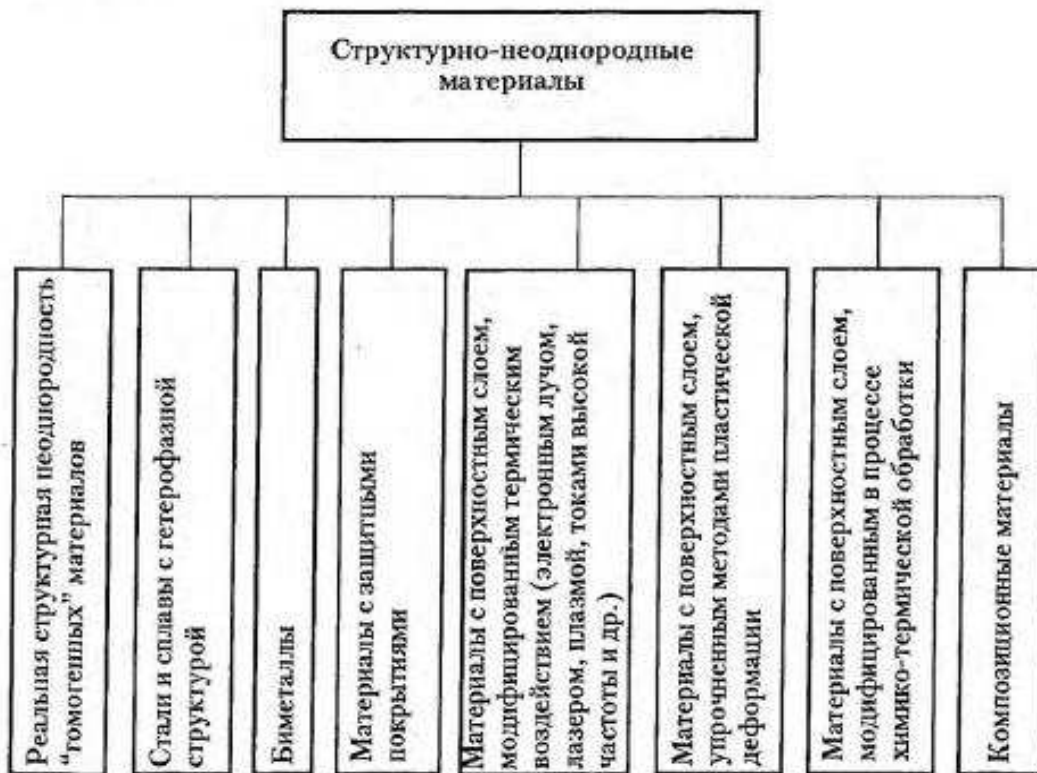 Структурно-неоднородные
материалы
Реальная структурная неоднородность
“гомогенных” материалов
Стали и сплавы с гетерофазной
структурой
Биметаллы
Материалы с защитными
покрытиями
Материалы с поверхностным слоем,
модифицированным термическим
воздействием (электронным лучом,
лазером, плазмой, токами высокой
частоты и др.)
Материалы с поверхностным слоем,
упрочненным методами пластической
деформации
Материалы с поверхностным слоем,
модифицированным в процессе
химико-термической обработки
Композиционные материалы